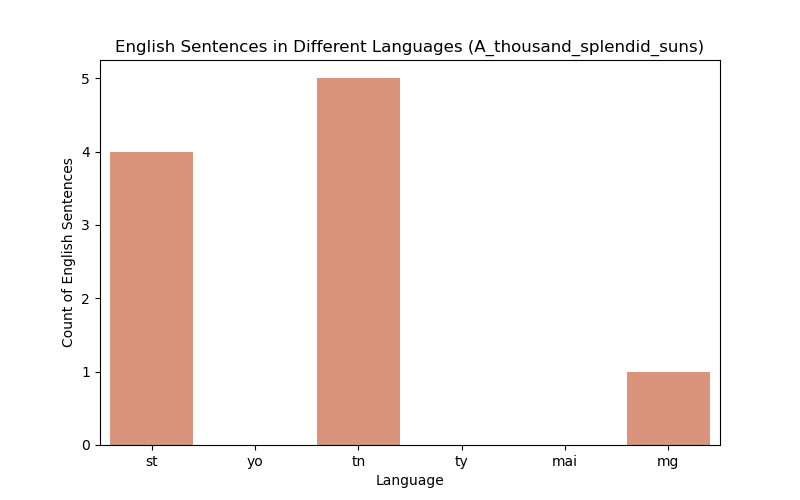 English Sentences in Different Languages (A_thousand_splendid_suns)
5
4
3
2
1
0
Count of English Sentences
st yo tn ty mai mg
Language